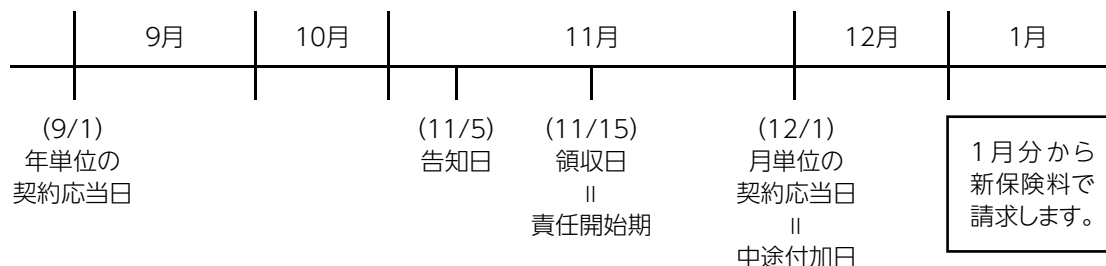 9月 10月 11月 12月 1月
(9/1) (11/5) (11/15) (12/1)
年単位の
契約応当日
告知日
領収日
॥
責任開始期
月単位の
契約応当日
॥
中途付加日
1月分から
新保険料で
請求します。